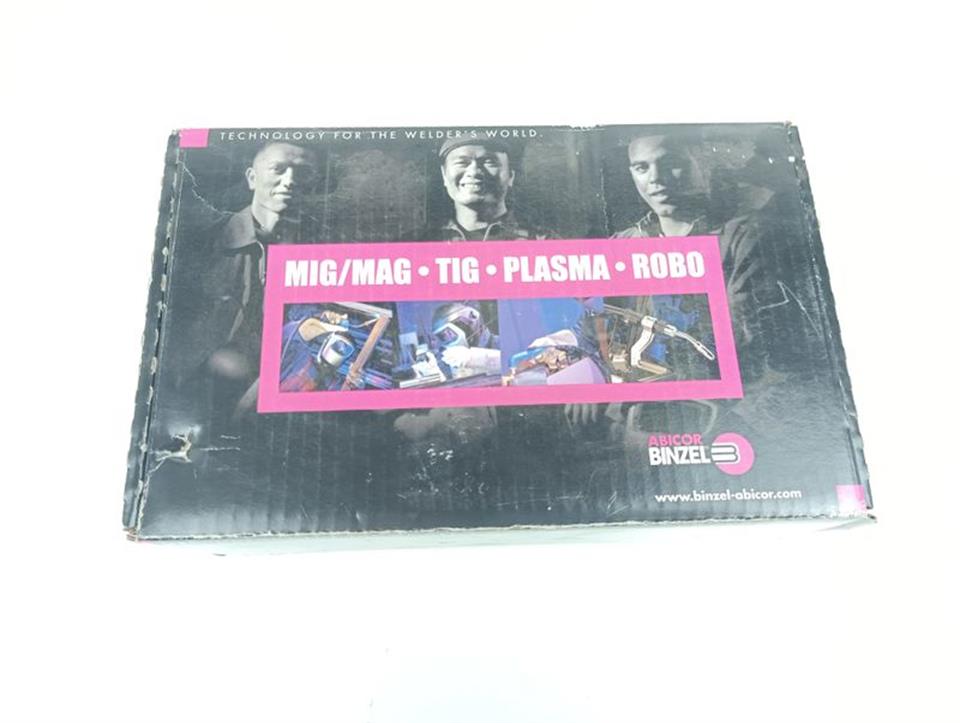 TECHNOLOGY FOR THE WELDER'S WORLD.
MIG/MAG • TIG • PLASMA • ROBO
ABICOR
BINZEL
www.binzel-abicor.com